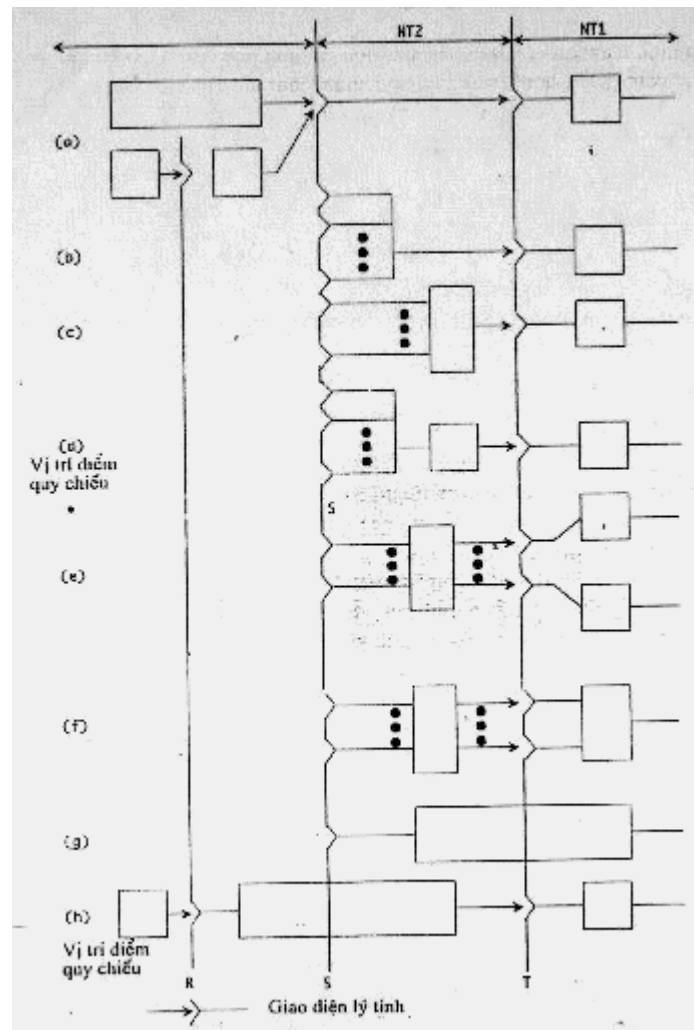 NT2 NT1
(a)
(b)
(c)
(d)
Vị trí điểm
quy chiếu
S
(e)
(f)
(g)
(h)
Vị trí điểm
quy chiếu
R S T
Giao diện lý tính